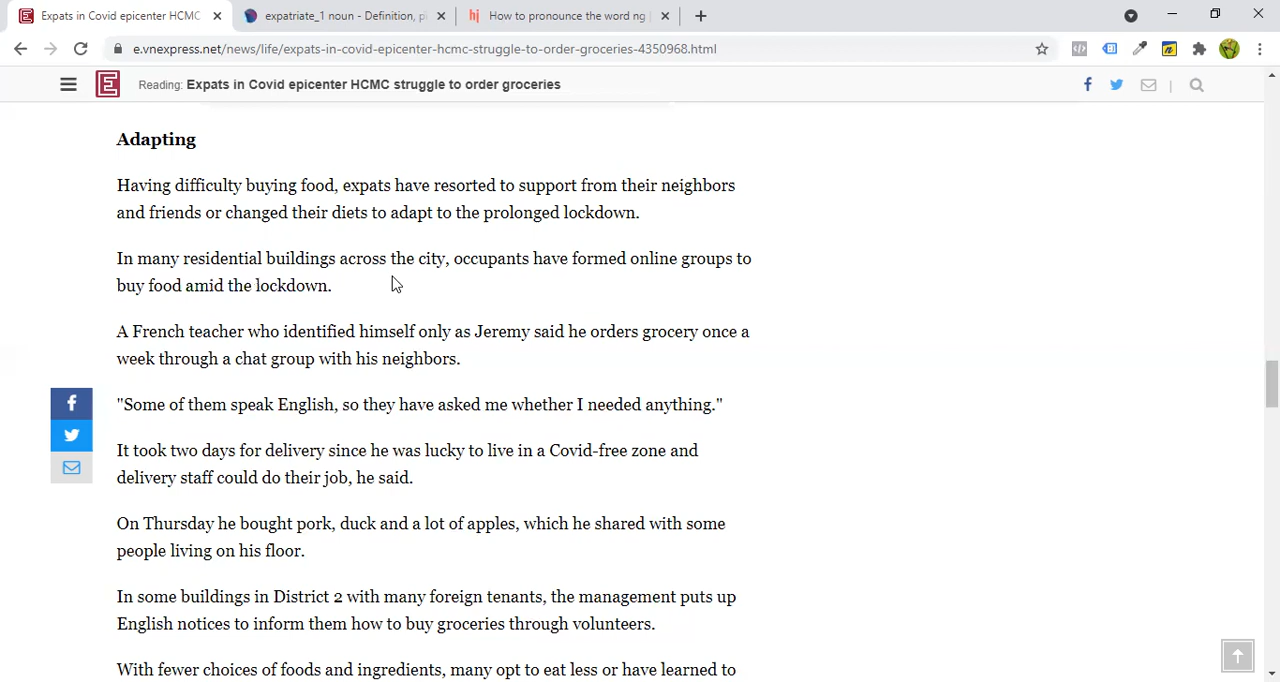 Expats in Covid epicenter HCMC
expatriate_1 noun - Definition, p
How to pronounce the word ng
e.vnexpress.net/news/life/expats-in-covid-epicenter-hcmc-struggle-to-order-groceries-4350968.html
Reading: Expats in Covid epicenter HCMC struggle to order groceries
Adapting
Having difficulty buying food, expats have resorted to support from their neighbors
and friends or changed their diets to adapt to the prolonged lockdown.
In many residential buildings across the city, occupants have formed online groups to
buy food amid the lockdown.
A French teacher who identified himself only as Jeremy said he orders grocery once a
week through a chat group with his neighbors.
"Some of them speak English, so they have asked me whether I needed anything."
It took two days for delivery since he was lucky to live in a Covid-free zone and
delivery staff could do their job, he said.
On Thursday he bought pork, duck and a lot of apples, which he shared with some
people living on his floor.
In some buildings in District 2 with many foreign tenants, the management puts up
English notices to inform them how to buy groceries through volunteers.
With fewer choices of foods and ingredients, many opt to eat less or have learned to